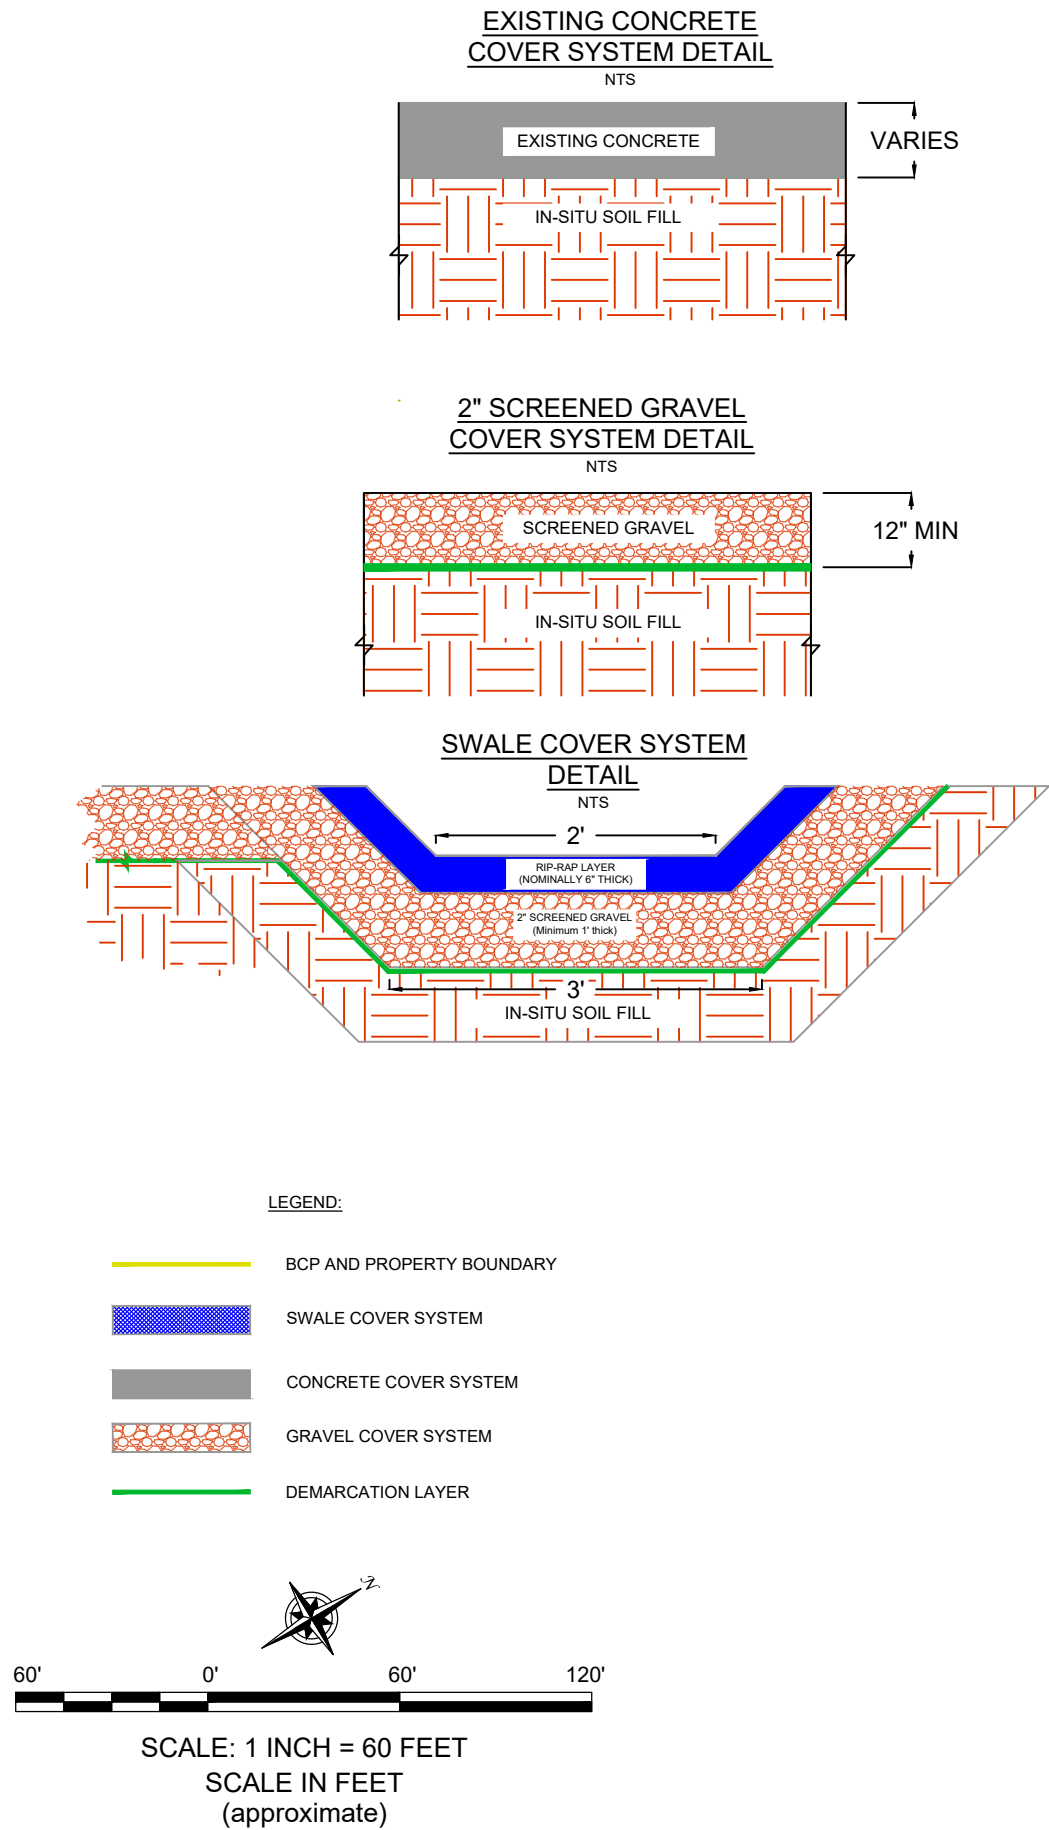 EXISTING CONCRETE
COVER SYSTEM DETAIL
NTS
EXISTING CONCRETE
VARIES
IN-SITU SOIL FILL
2" SCREENED GRAVEL
COVER SYSTEM DETAIL
NTS
SCREENED GRAVEL
12" MIN
IN-SITU SOIL FILL
SWALE COVER SYSTEM
DETAIL
NTS
2'
RIP-RAP LAYER
(NOMINALLY 6" THICK)
2" SCREENED GRAVEL
(Minimum 1' thick)
3'
IN-SITU SOIL FILL
LEGEND:
BCP AND PROPERTY BOUNDARY
SWALE COVER SYSTEM
CONCRETE COVER SYSTEM
GRAVEL COVER SYSTEM
DEMARCATION LAYER
N
60' 0' 60' 120'
SCALE: 1 INCH = 60 FEET
SCALE IN FEET
(approximate)